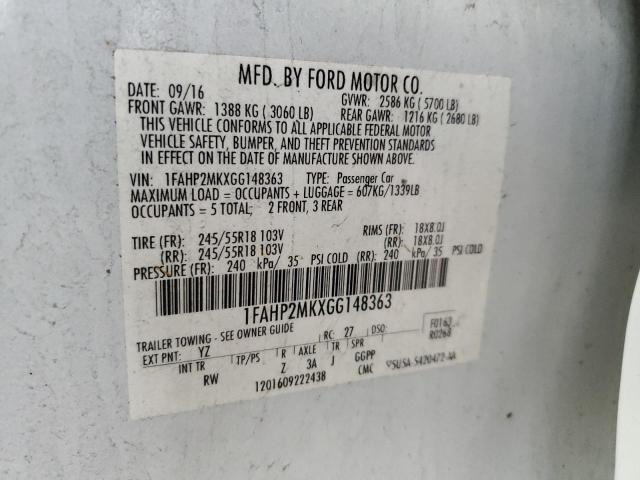 MFD. BY FORD MOTOR CO.
DATE: 09/16 GVWR: 2586 KG ( 5700 LB)
FRONT GAWR: 1388 KG ( 3060 LB) REAR GAWR: 1216 KG ( 2680 LB)
THIS VEHICLE CONFORMS TO ALL APPLICABLE FEDERAL MOTOR
VEHICLE SAFETY, BUMPER, AND THEFT PREVENTION STANDARDS
IN EFFECT ON THE DATE OF MANUFACTURE SHOWN ABOVE.
VIN: 1FAHP2MKXGG148363 TYPE: Passenger Car
MAXIMUM LOAD = OCCUPANTS + LUGGAGE = 607KG/1339LB
OCCUPANTS = 5 TOTAL; 2 FRONT, 3 REAR
TIRE (FR): 245/55R18 103V RIMS (FR): 18X8.0J
(RR): 245/55R18 103V (RR): 18X8.0J
PRESSURE (FR): 240 kPa/ 35 PSI COLD (RR): 240 kPa/ 35 PSI COLD
1FAHP2MKXGG148363
TRAILER TOWING - SEE OWNER GUIDE RC: 27 DSO: F0163
EXT PNT: YZ R0268
INT TR TP/PS R AXLE TR SPR
RW Z 3A J GGPP
1201609222438 CMC